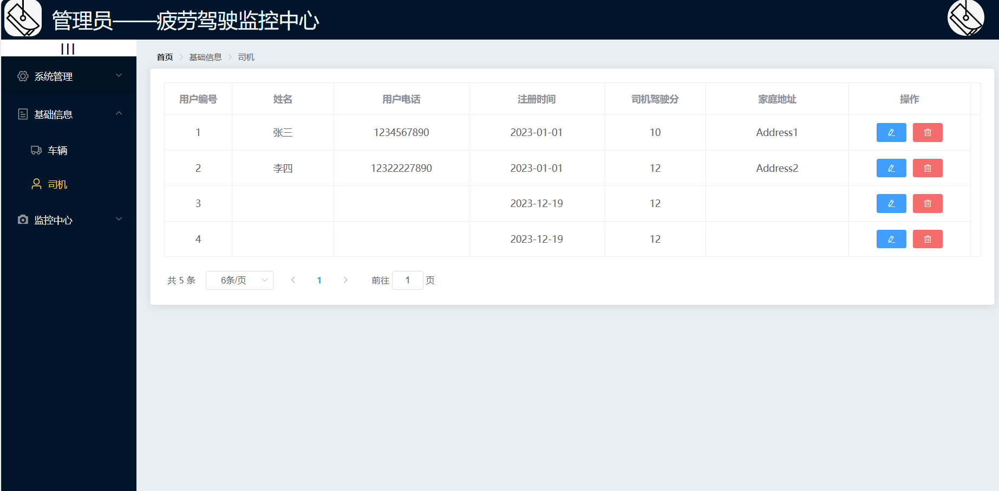 管理员——疲劳驾驶监控中心
|||
系统管理
基础信息
车辆
司机
监控中心
首页 > 基础信息 > 司机
用户编号 姓名 用户电话 注册时间 司机驾驶分 家庭地址 操作
1 张三 1234567890 2023-01-01 10 Address1
2 李四 12322227890 2023-01-01 12 Address2
3 2023-12-19 12
4 2023-12-19 12
共 5 条 6条/页 < 1 > 前往 1 页